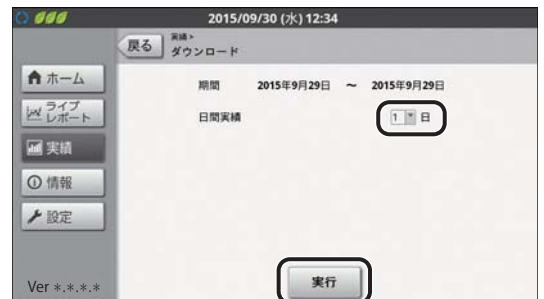 2015/09/30 (水) 12:34
戻る
実績>
ダウンロード
ホーム
ライブ
レポート
実績
情報
設定
Ver *.*.*.*
期間 2015年9月29日 ～ 2015年9月29日
日間実績 1 日
実行